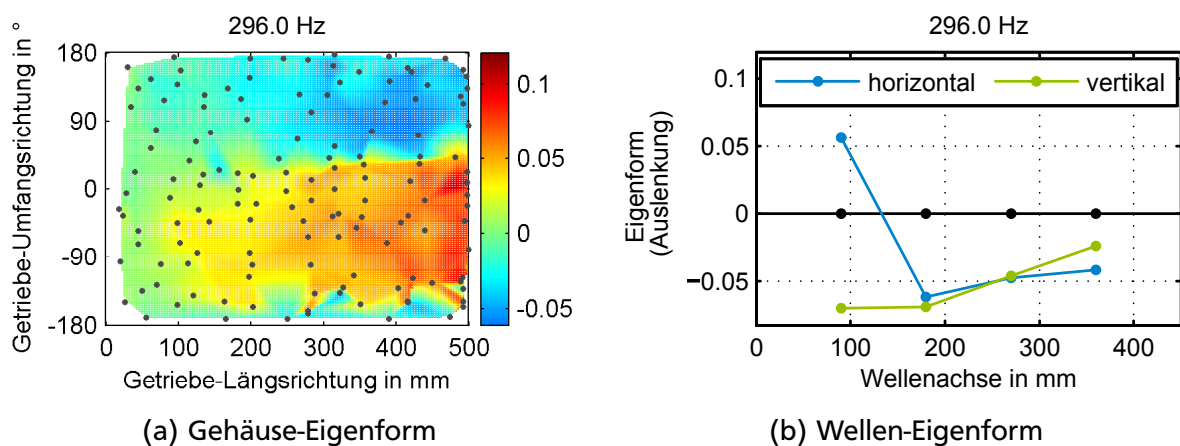 296.0 Hz
Getriebe-Umfangsrichtung in °
180
90
0
-90
-180
0 100 200 300 400 500
Getriebe-Längsrichtung in mm
0.1
0.05
0
-0.05
(a) Gehäuse-Eigenform
296.0 Hz
Eigenform
(Auslenkung)
0.1
0.05
0
−0.05
horizontal vertikal
0 100 200 300 400
Wellenachse in mm
(b) Wellen-Eigenform